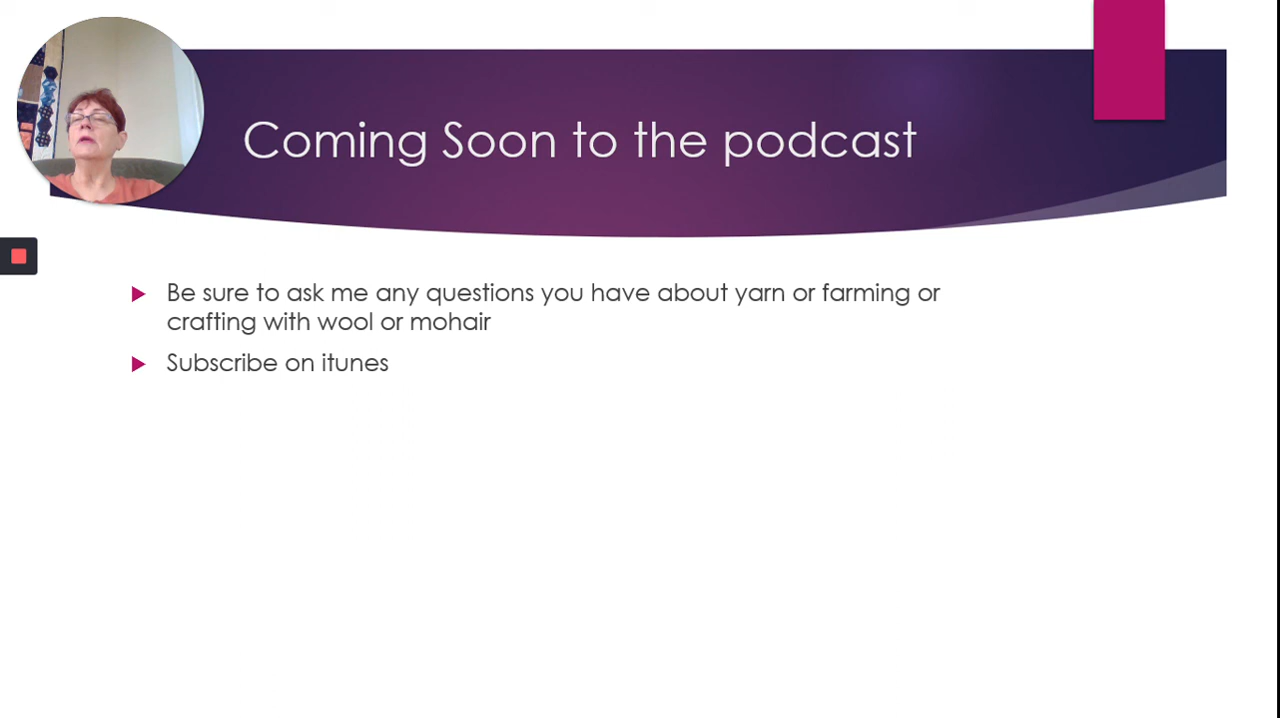 Coming Soon to the podcast
Be sure to ask me any questions you have about yarn or farming or
crafting with wool or mohair
Subscribe on itunes